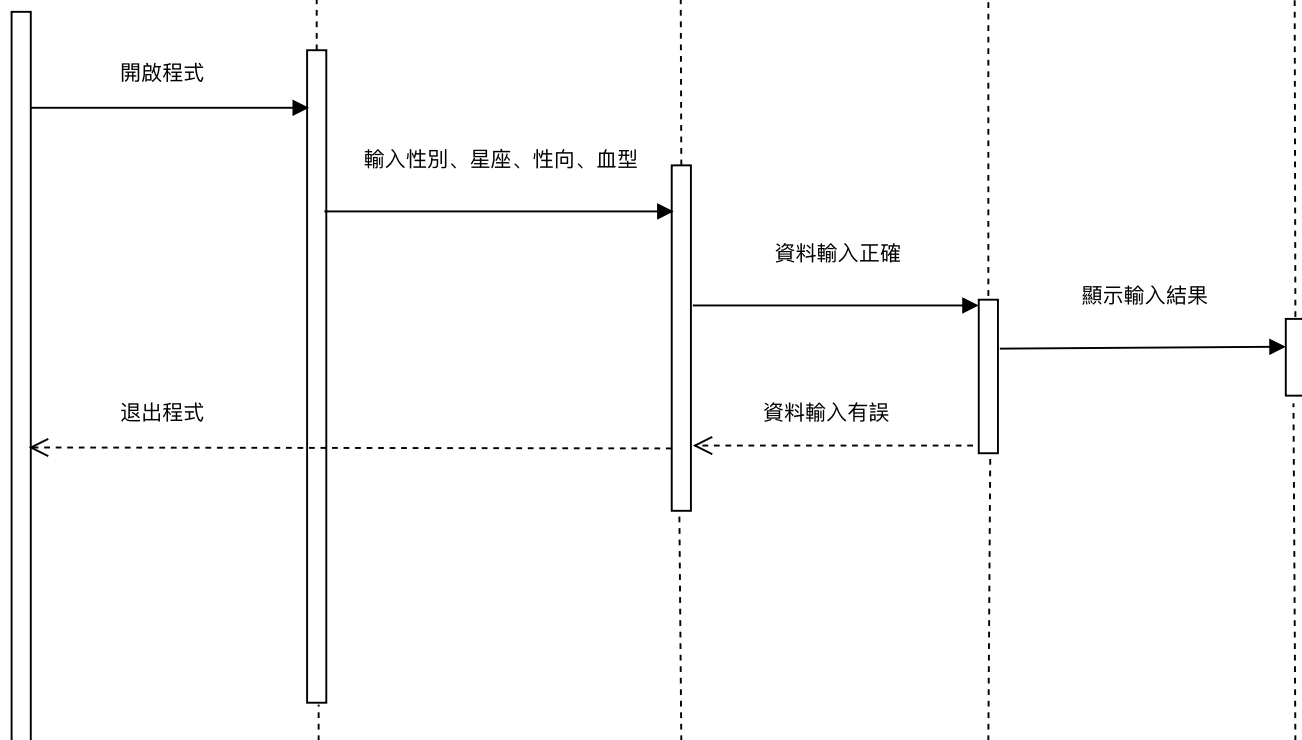 開啟程式
輸入性別、星座、性向、血型
資料輸入正確
顯示輸入結果
退出程式
資料輸入有誤